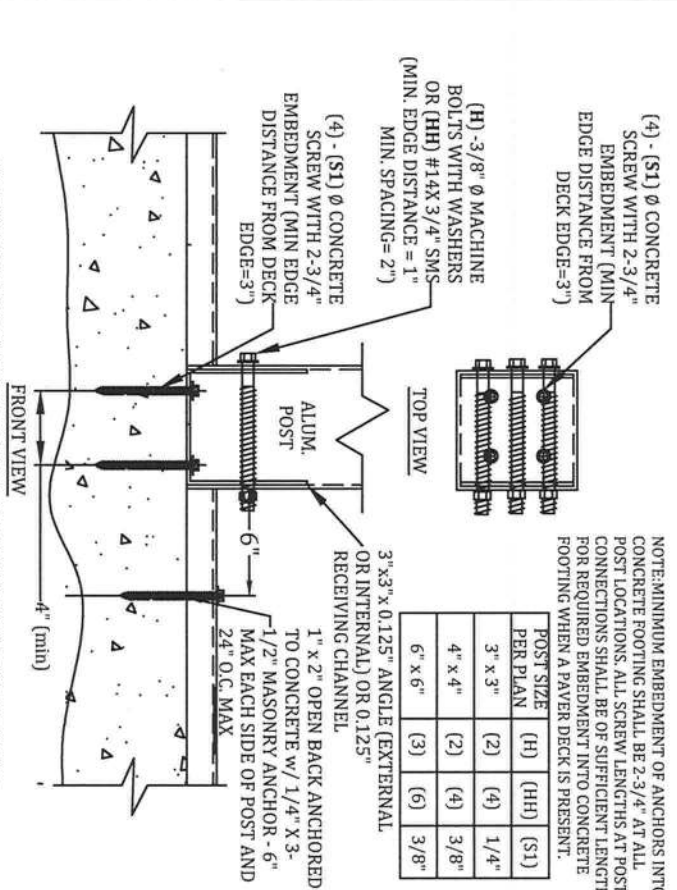 (4) - (S1) Ø CONCRETE
SCREW WITH 2-3/4"
EMBEDMENT (MIN
EDGE DISTANCE FROM
DECK EDGE=3")
TOP VIEW
NOTE:MINIMUM EMBEDMENT OF ANCHORS INTO
CONCRETE FOOTING SHALL BE 2-3/4" AT ALL
POST LOCATIONS. ALL SCREW LENGTHS AT POST
CONNECTIONS SHALL BE OF SUFFICIENT LENGTH
FOR REQUIRED EMBEDMENT INTO CONCRETE
FOOTING WHEN A PAVER DECK IS PRESENT.
POST SIZE
PER PLAN (H) (HH) (S1)
3" x 3" (2) (4) 1/4"
4" x 4" (2) (4) 3/8"
6" x 6" (3) (6) 3/8"
(H) -3/8" Ø MACHINE
BOLTS WITH WASHERS
OR (HH) #14X 3/4" SMS
(MIN. EDGE DISTANCE = 1"
MIN. SPACING= 2")
ALUM.
POST
3"x3"x 0.125" ANGLE (EXTERNAL
OR INTERNAL) OR 0.125"
RECEIVING CHANNEL
(4) - (S1) Ø CONCRETE
SCREW WITH 2-3/4"
EMBEDMENT (MIN EDGE
DISTANCE FROM DECK
EDGE=3")
6"
1" x 2" OPEN BACK ANCHORED
TO CONCRETE w/ 1/4" X 3-
1/2" MASONRY ANCHOR - 6"
MAX EACH SIDE OF POST AND
24" O.C. MAX
4" (min)
FRONT VIEW